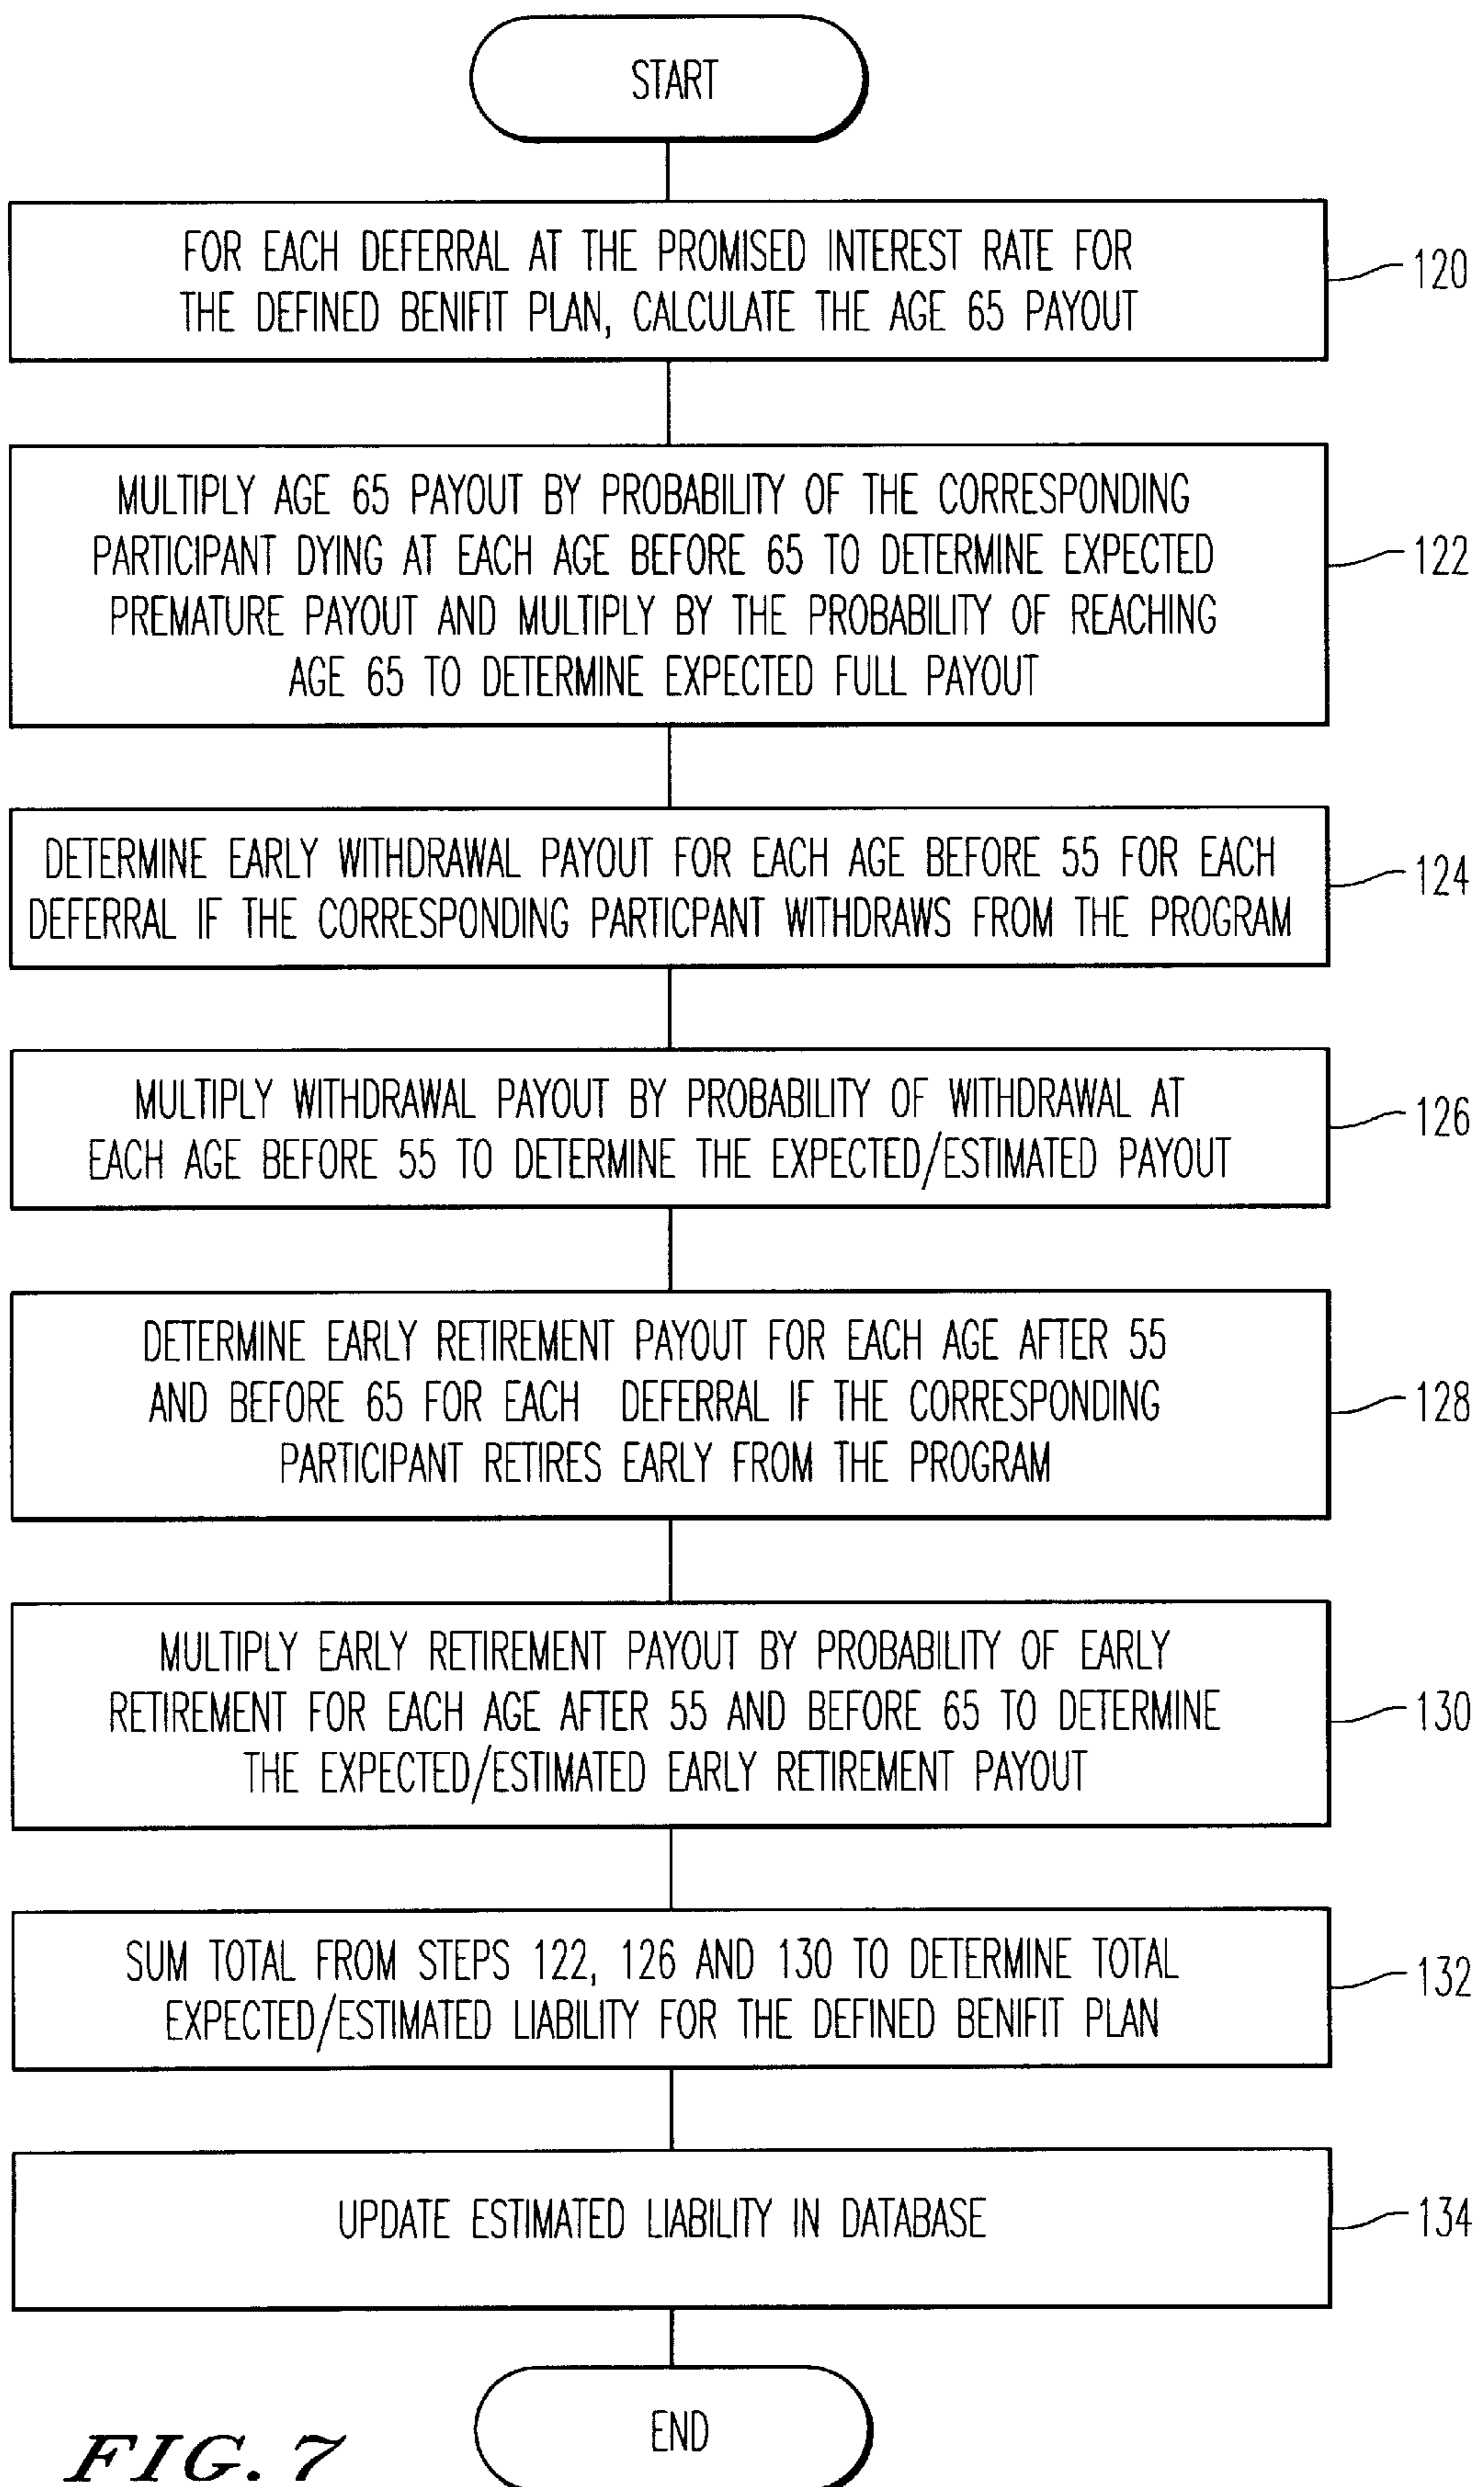 START
FOR EACH DEFERRAL AT THE PROMISED INTEREST RATE FOR
THE DEFINED BENIFIT PLAN, CALCULATE THE AGE 65 PAYOUT
120
MULTIPLY AGE 65 PAYOUT BY PROBABILITY OF THE CORRESPONDING
PARTICIPANT DYING AT EACH AGE BEFORE 65 TO DETERMINE EXPECTED
PREMATURE PAYOUT AND MULTIPLY BY THE PROBABILITY OF REACHING
AGE 65 TO DETERMINE EXPECTED FULL PAYOUT
122
DETERMINE EARLY WITHDRAWAL PAYOUT FOR EACH AGE BEFORE 55 FOR EACH
DEFERRAL IF THE CORRESPONDING PARTICPANT WITHDRAWS FROM THE PROGRAM
124
MULTIPLY WITHDRAWAL PAYOUT BY PROBABILITY OF WITHDRAWAL AT
EACH AGE BEFORE 55 TO DETERMINE THE EXPECTED/ESTIMATED PAYOUT
126
DETERMINE EARLY RETIREMENT PAYOUT FOR EACH AGE AFTER 55
AND BEFORE 65 FOR EACH DEFERRAL IF THE CORRESPONDING
PARTICIPANT RETIRES EARLY FROM THE PROGRAM
128
MULTIPLY EARLY RETIREMENT PAYOUT BY PROBABILITY OF EARLY
RETIREMENT FOR EACH AGE AFTER 55 AND BEFORE 65 TO DETERMINE
THE EXPECTED/ESTIMATED EARLY RETIREMENT PAYOUT
130
SUM TOTAL FROM STEPS 122, 126 AND 130 TO DETERMINE TOTAL
EXPECTED/ESTIMATED LIABILITY FOR THE DEFINED BENIFIT PLAN
132
UPDATE ESTIMATED LIABILITY IN DATABASE
134
END
FIG. 7